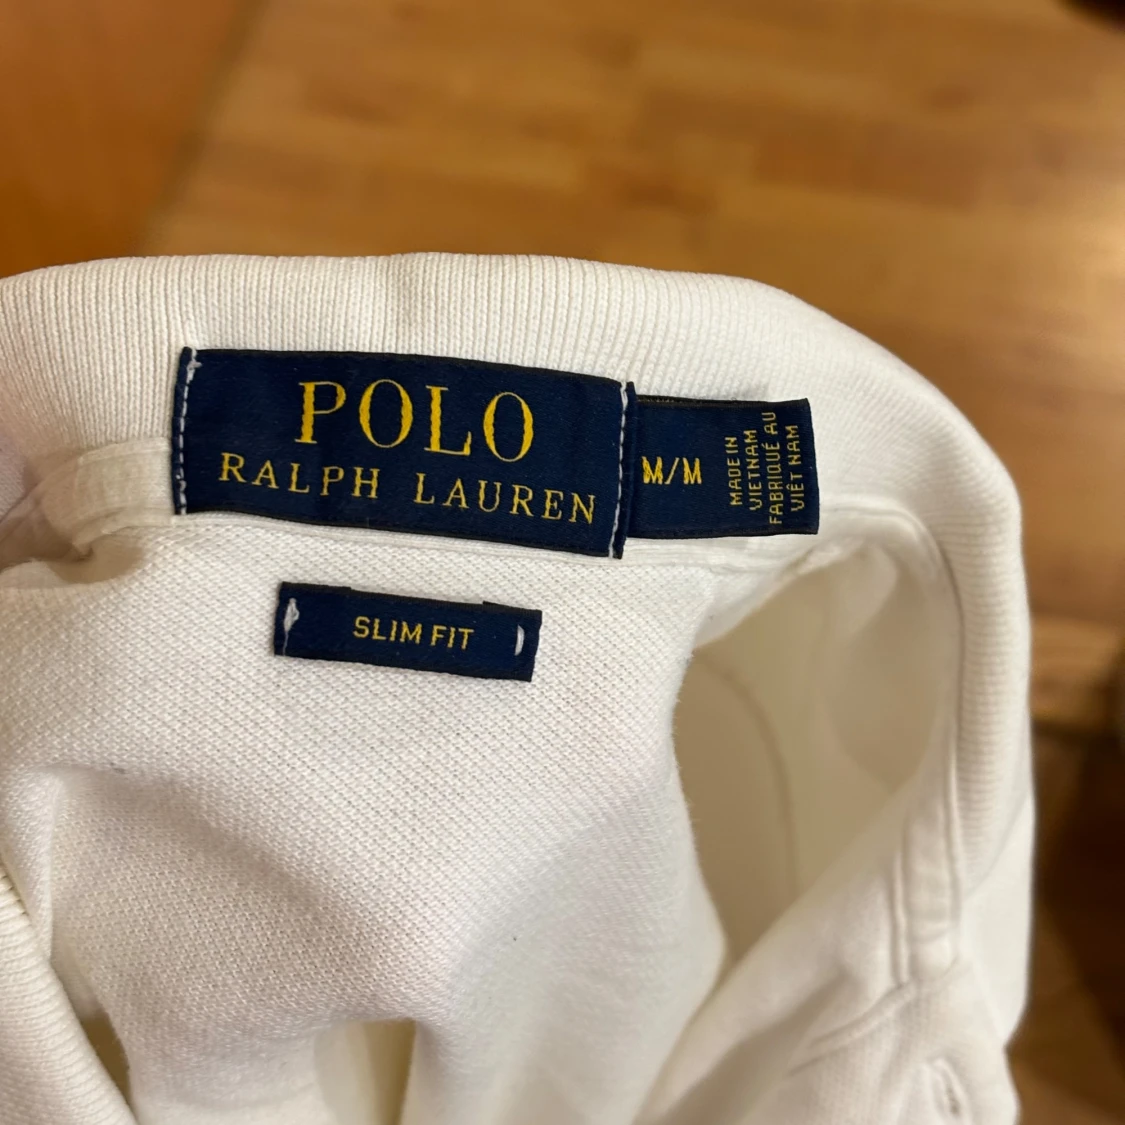 POLO
RALPH LAUREN
M/M
MADE IN
VIETNAM
FABRIQUÉ AU
VIÊT NAM
SLIM FIT